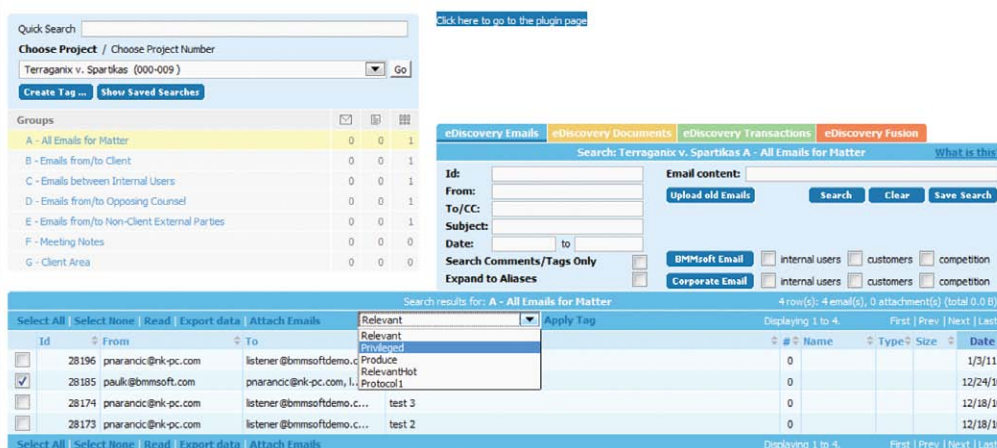 Quick Search
Choose Project / Choose Project Number
Terraganix v. Spartikas (000-009 )
Go
Create Tag ... Show Saved Searches
Groups
A - All Emails for Matter 0 0 1
B - Emails from/to Client 0 0 1
C - Emails between Internal Users 0 0 1
D - Emails from/to Opposing Counsel 0 0 1
E - Emails from/to Non-Client External Parties 0 0 1
F - Meeting Notes 0 0 0
G - Client Area 0 0 0
Click here to go to the plugin page
eDiscovery Emails eDiscovery Documents eDiscovery Transactions eDiscovery Fusion
Search: Terraganix v. Spartikas A - All Emails for Matter What is this
Id: Email content:
From: Upload old Emails Search Clear Save Search
To/CC:
Subject:
Date: to
Search Comments/Tags Only BMMsoft Email internal users customers competition
Expand to Aliases Corporate Email internal users customers competition
Search results for: A - All Emails for Matter 4 row(s): 4 email(s), 0 attachment(s) (total 0.0 B)
Select All | Select None | Read | Export data | Attach Emails Relevant Apply Tag Displaying 1 to 4. First | Prev | Next | Last
Relevant
Privileged
Produce
RelevantHot
Protocol1
Id From To # Name Type Size Date
28196 pnarancic@nk-pc.com listener@bmmsoftdemo.c 0 1/3/11
28185 paulk@bmmsoft.com pnarancic@nk-pc.com, l... 0 12/24/1
28174 pnarancic@nk-pc.com listener@bmmsoftdemo.c... test 3 0 12/18/1
28173 pnarancic@nk-pc.com listener@bmmsoftdemo.c... test 2 0 12/18/1
Select All | Select None | Read | Export data | Attach Emails Displaying 1 to 4. First | Prev | Next | Last